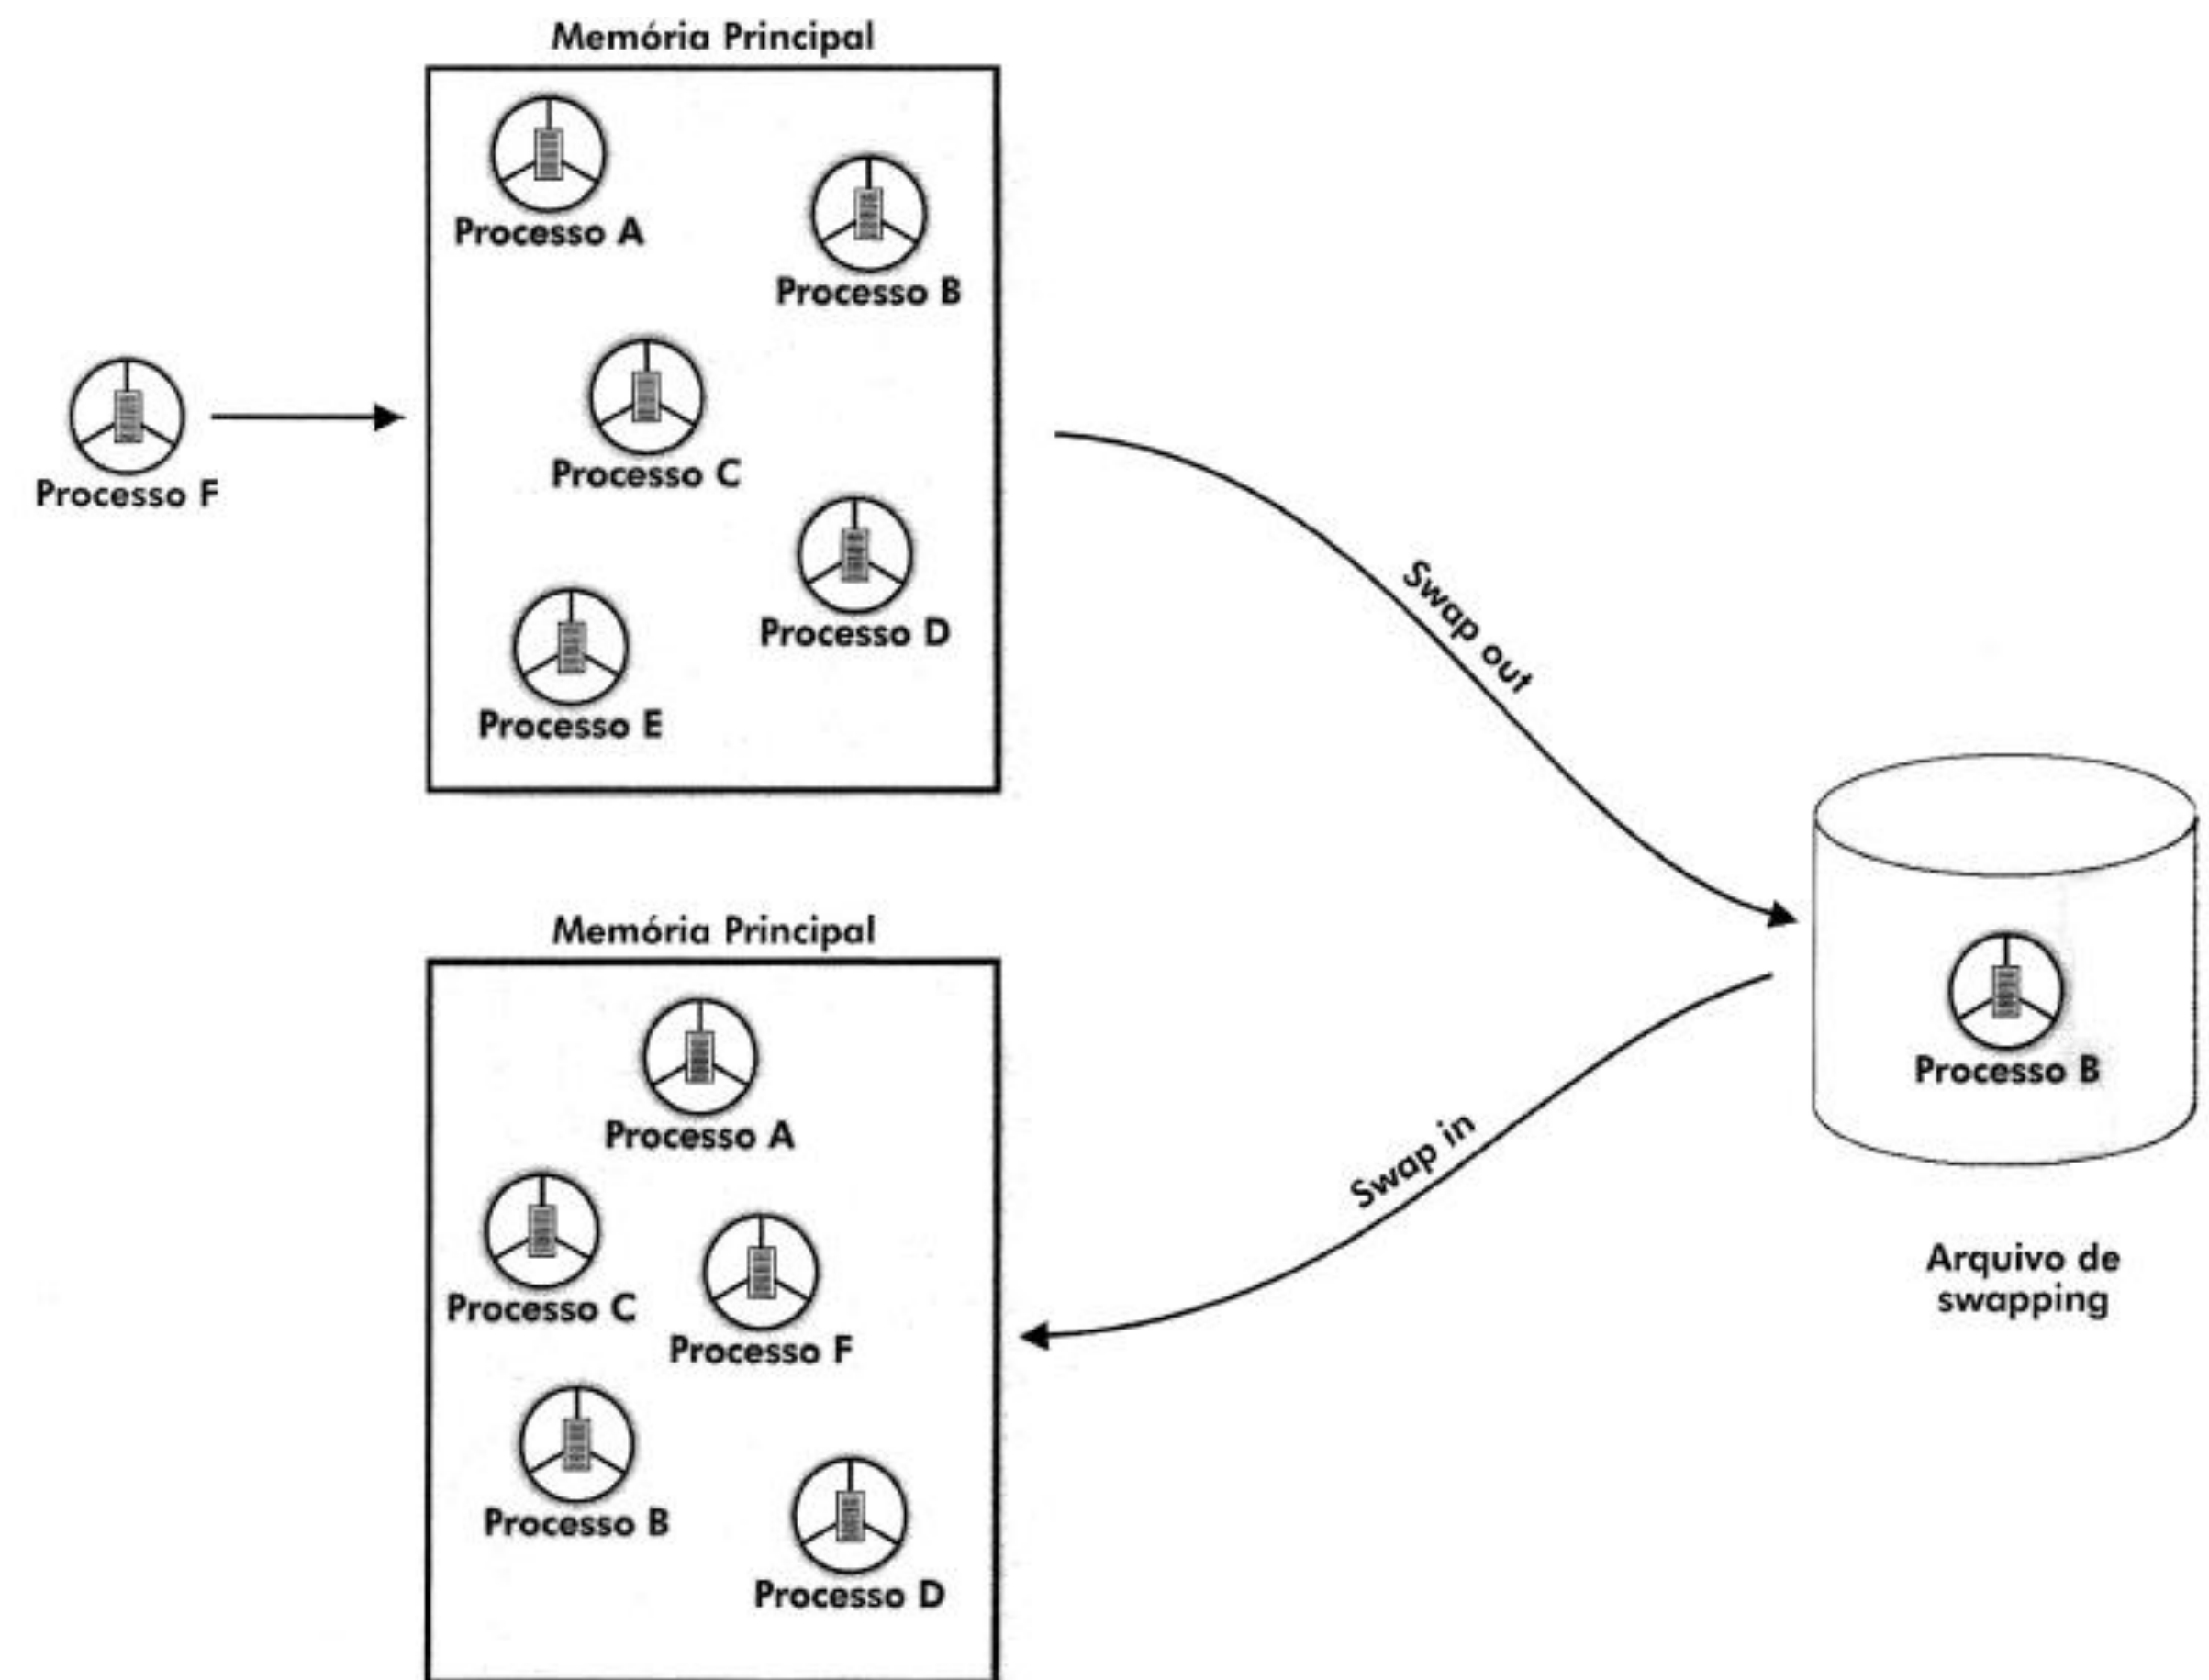 Memória Principal
Processo A
Processo B
Processo F
Processo C
Processo D
Processo E
Swap out
Memória Principal
Processo B
Processo A
Swap in
Arquivo de
swapping
Processo C
Processo F
Processo B
Processo D